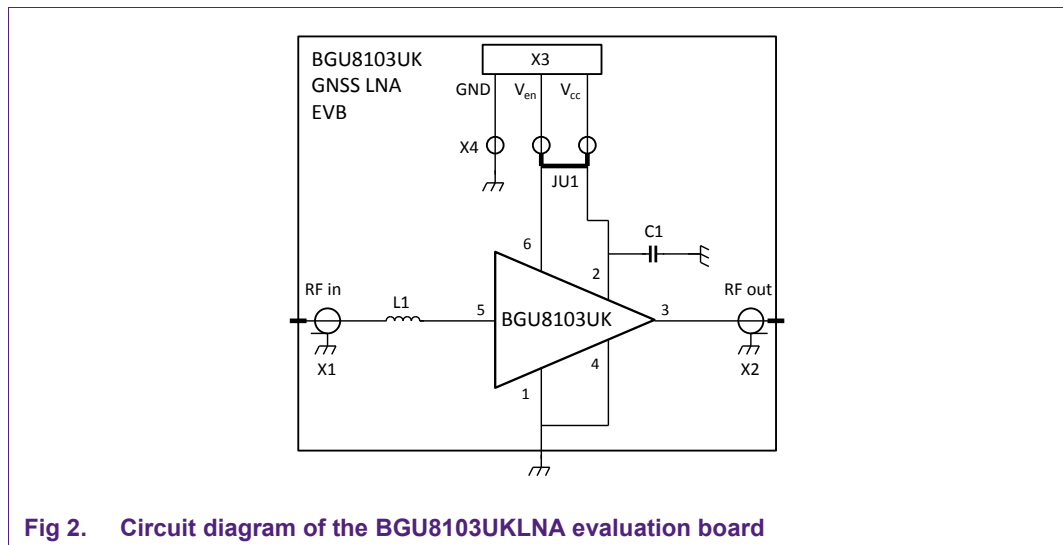 BGU8103UK
GNSS LNA
EVB
X3
GND
Ven
Vcc
X4
JU1
6
C1
2
RF in
L1
5
BGU8103UK
3
RF out
X1
4
X2
1
Fig 2. Circuit diagram of the BGU8103UKLNA evaluation board